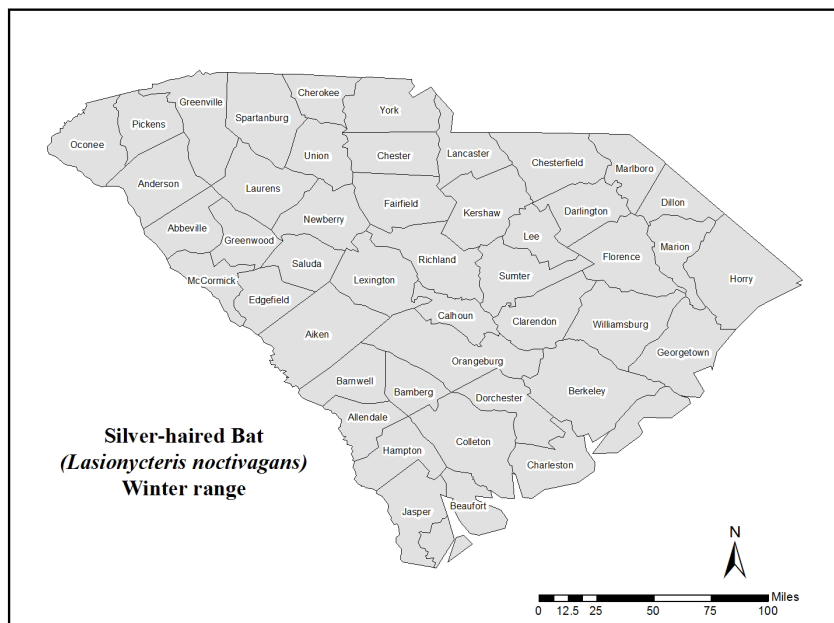 Cherokee
Greenville
York
Spartanburg
Pickens
Oconee
Union
Chester
Lancaster
Chesterfield
Marlboro
Anderson
Laurens
Dillon
Fairfield
Newberry
Kershaw
Darlington
Abbeville
Greenwood
Lee
Marion
Saluda
Richland
Florence
McCormick
Lexington
Sumter
Horry
Edgefield
Calhoun
Clarendon
Williamsburg
Aiken
Georgetown
Orangeburg
Barnwell
Bamberg
Berkeley
Dorchester
Allendale
Silver-haired Bat
(Lasionycteris noctivagans)
Winter range
Hampton
Colleton
Charleston
Jasper
Beaufort
N
Miles
0 12.5 25 50 75 100